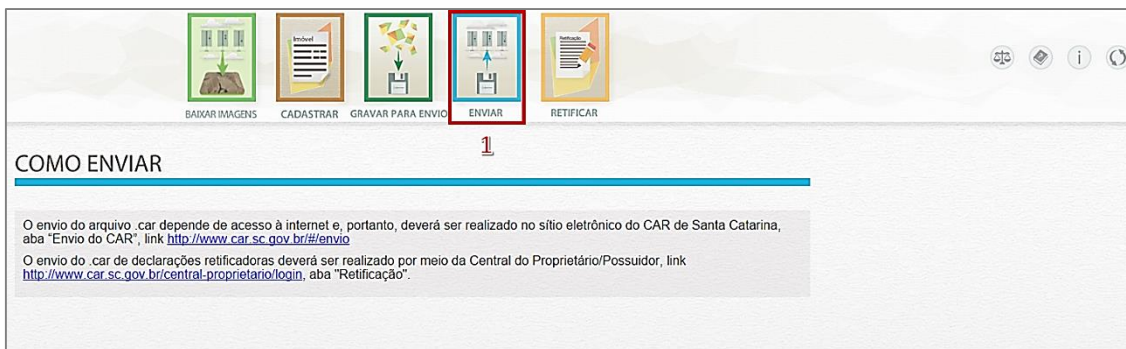 Imóvel
Retificação
BAIXAR IMAGENS CADASTRAR GRAVAR PARA ENVIO ENVIAR RETIFICAR
1
COMO ENVIAR
O envio do arquivo .car depende de acesso à internet e, portanto, deverá ser realizado no sítio eletrônico do CAR de Santa Catarina,
aba “Envio do CAR”, link http://www.car.sc.gov.br/#/envio
O envio do .car de declarações retificadoras deverá ser realizado por meio da Central do Proprietário/Possuidor, link
http://www.car.sc.gov.br/central-proprietario/login, aba "Retificação".